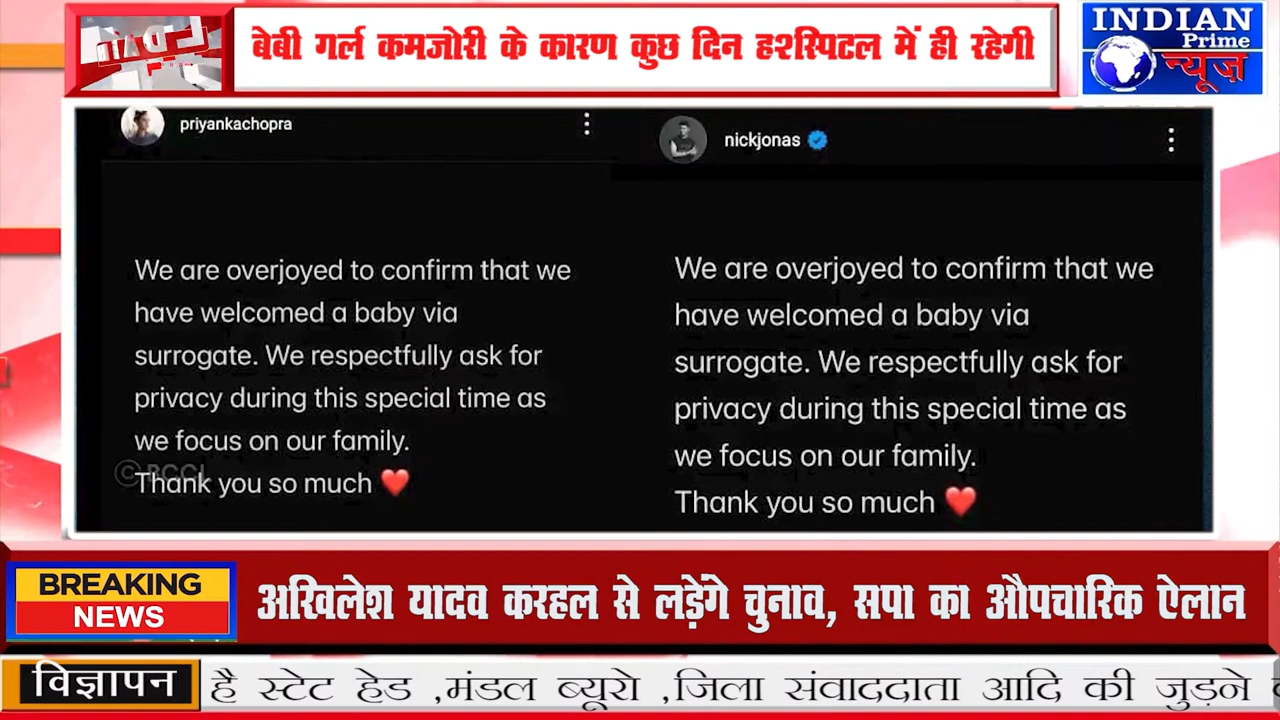 बेबी गर्ल कमजोरी के कारण कुछ दिन हश्स्पिटल में ही रहेगी
INDIAN
Prime
न्यूज़
priyankachopra
We are overjoyed to confirm that we
have welcomed a baby via
surrogate. We respectfully ask for
privacy during this special time as
we focus on our family.
Thank you so much ❤️
nickjonas
We are overjoyed to confirm that we
have welcomed a baby via
surrogate. We respectfully ask for
privacy during this special time as
we focus on our family.
Thank you so much ❤️
© BCCL
BREAKING
NEWS
अखिलेश यादव करहल से लड़ेंगे चुनाव, सपा का औपचारिक ऐलान
विज्ञापन
है स्टेट हेड ,मंडल ब्यूरो ,जिला संवाददाता आदि की जुड़ने